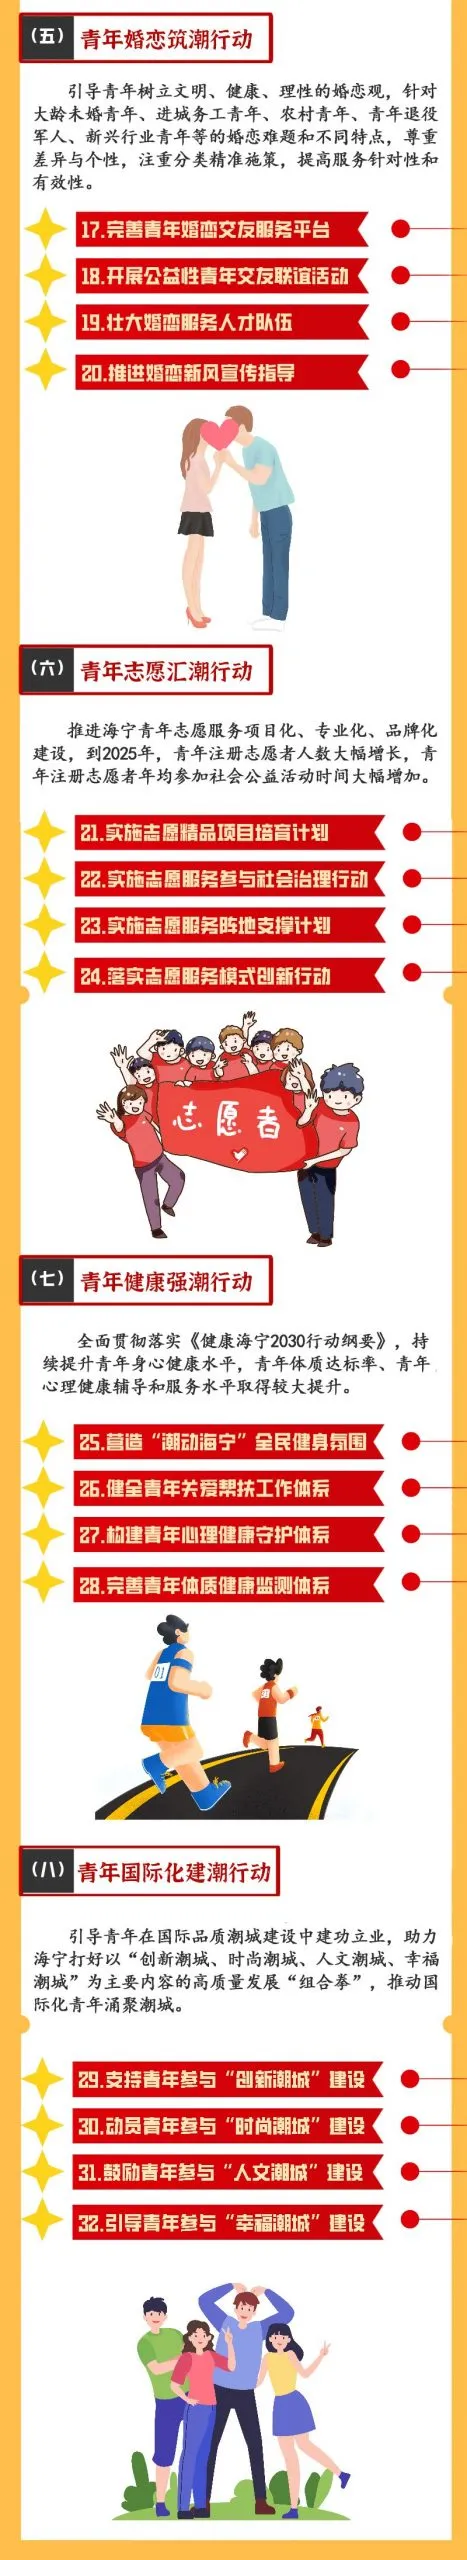 （五） 青年婚恋筑潮行动
引导青年树立文明、健康、理性的婚恋观，针对
大龄未婚青年、进城务工青年、农村青年、青年退役
军人、新兴行业青年等的婚恋难题和不同特点，尊重
差异与个性，注重分类精准施策，提高服务针对性和
有效性。
17.完善青年婚恋交友服务平台
18.开展公益性青年交友联谊活动
19.壮大婚恋服务人才队伍
20.推进婚恋新风宣传指导
（六） 青年志愿汇潮行动
推进海宁青年志愿服务项目化、专业化、品牌化
建设，到2025年，青年注册志愿者人数大幅增长，青
年注册志愿者年均参加社会公益活动时间大幅增加。
21.实施志愿精品项目培育计划
22.实施志愿服务参与社会治理行动
23.实施志愿服务阵地支撑计划
24.落实志愿服务模式创新行动
志愿者
（七） 青年健康强潮行动
全面贯彻落实《健康海宁2030行动纲要》，持
续提升青年身心健康水平，青年体质达标率、青年
心理健康辅导和服务水平取得较大提升。
25.营造“潮动海宁”全民健身氛围
26.健全青年关爱帮扶工作体系
27.构建青年心理健康守护体系
28.完善青年体质健康监测体系
01
（八） 青年国际化建潮行动
引导青年在国际品质潮城建设中建功立业，助力
海宁打好以“创新潮城、时尚潮城、人文潮城、幸福
潮城”为主要内容的高质量发展“组合拳”，推动国
际化青年涌聚潮城。
29.支持青年参与“创新潮城”建设
30.动员青年参与“时尚潮城”建设
31.鼓励青年参与“人文潮城”建设
32.引导青年参与“幸福潮城”建设